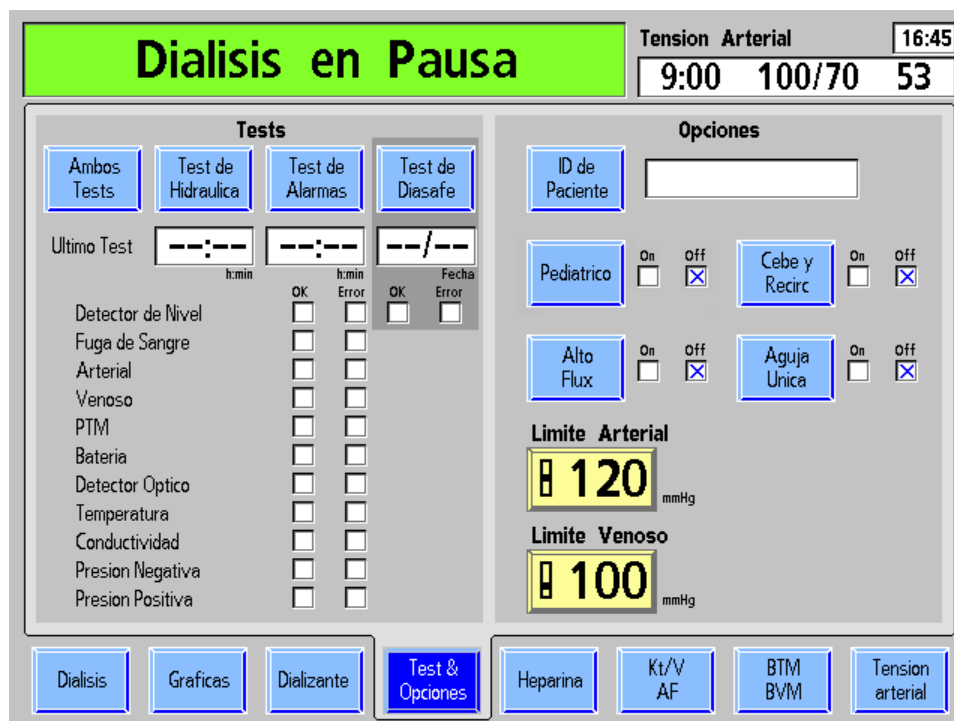 Dialisis en Pausa
Tension Arterial 16:45
9:00 100/70 53
Tests
Ambos Tests
Test de Hidraulica
Test de Alarmas
Test de Diasafe
Ultimo Test --:-- --:-- --/--
h:min h:min Fecha
OK Error OK Error
Detector de Nivel
Fuga de Sangre
Arterial
Venoso
PTM
Bateria
Detector Optico
Temperatura
Conductividad
Presion Negativa
Presion Positiva
Opciones
ID de Paciente
Pediatrico On Off
Cebe y Recirc On Off
Alto Flux On Off
Aguja Unica On Off
Limite Arterial
120 mmHg
Limite Venoso
100 mmHg
Dialisis
Graficas
Dializante
Test & Opciones
Heparina
Kt/V AF
BTM BVM
Tension arterial